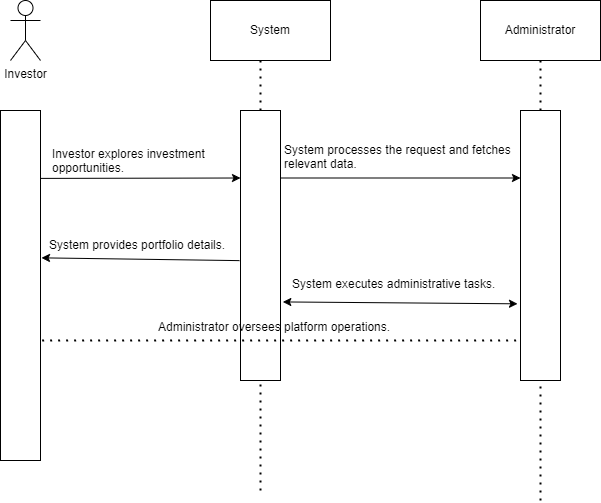 System
Administrator
Investor
Investor explores investment
opportunities.
System processes the request and fetches
relevant data.
System provides portfolio details.
System executes administrative tasks.
Administrator oversees platform operations.